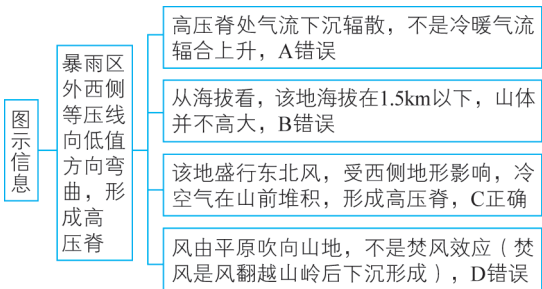 图示信息
暴雨区
外西侧
等压线
向低值
方向弯
曲，形
成高
压脊
高压脊处气流下沉辐散，不是冷暖气流
辐合上升，A错误
从海拔看，该地海拔在1.5km以下，山体
并不高大，B错误
该地盛行东北风，受西侧地形影响，冷
空气在山前堆积，形成高压脊，C正确
风由平原吹向山地，不是焚风效应（焚
风是风翻越山岭后下沉形成），D错误